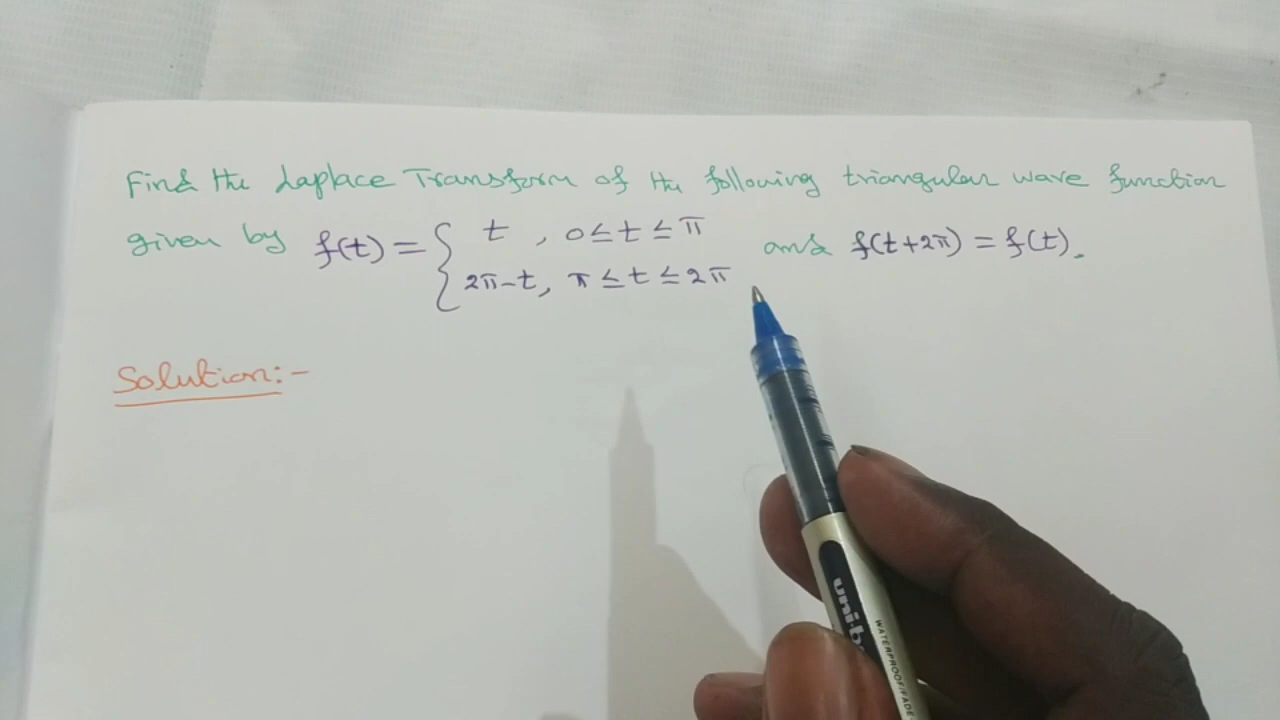 Find the Laplace Transform of the following triangular wave function
given by f(t) = { t , 0 ≤ t ≤ π and f(t+2π) = f(t).
2π-t, π ≤ t ≤ 2π
Solution:-
uni-b
WATERPROOF/FADE